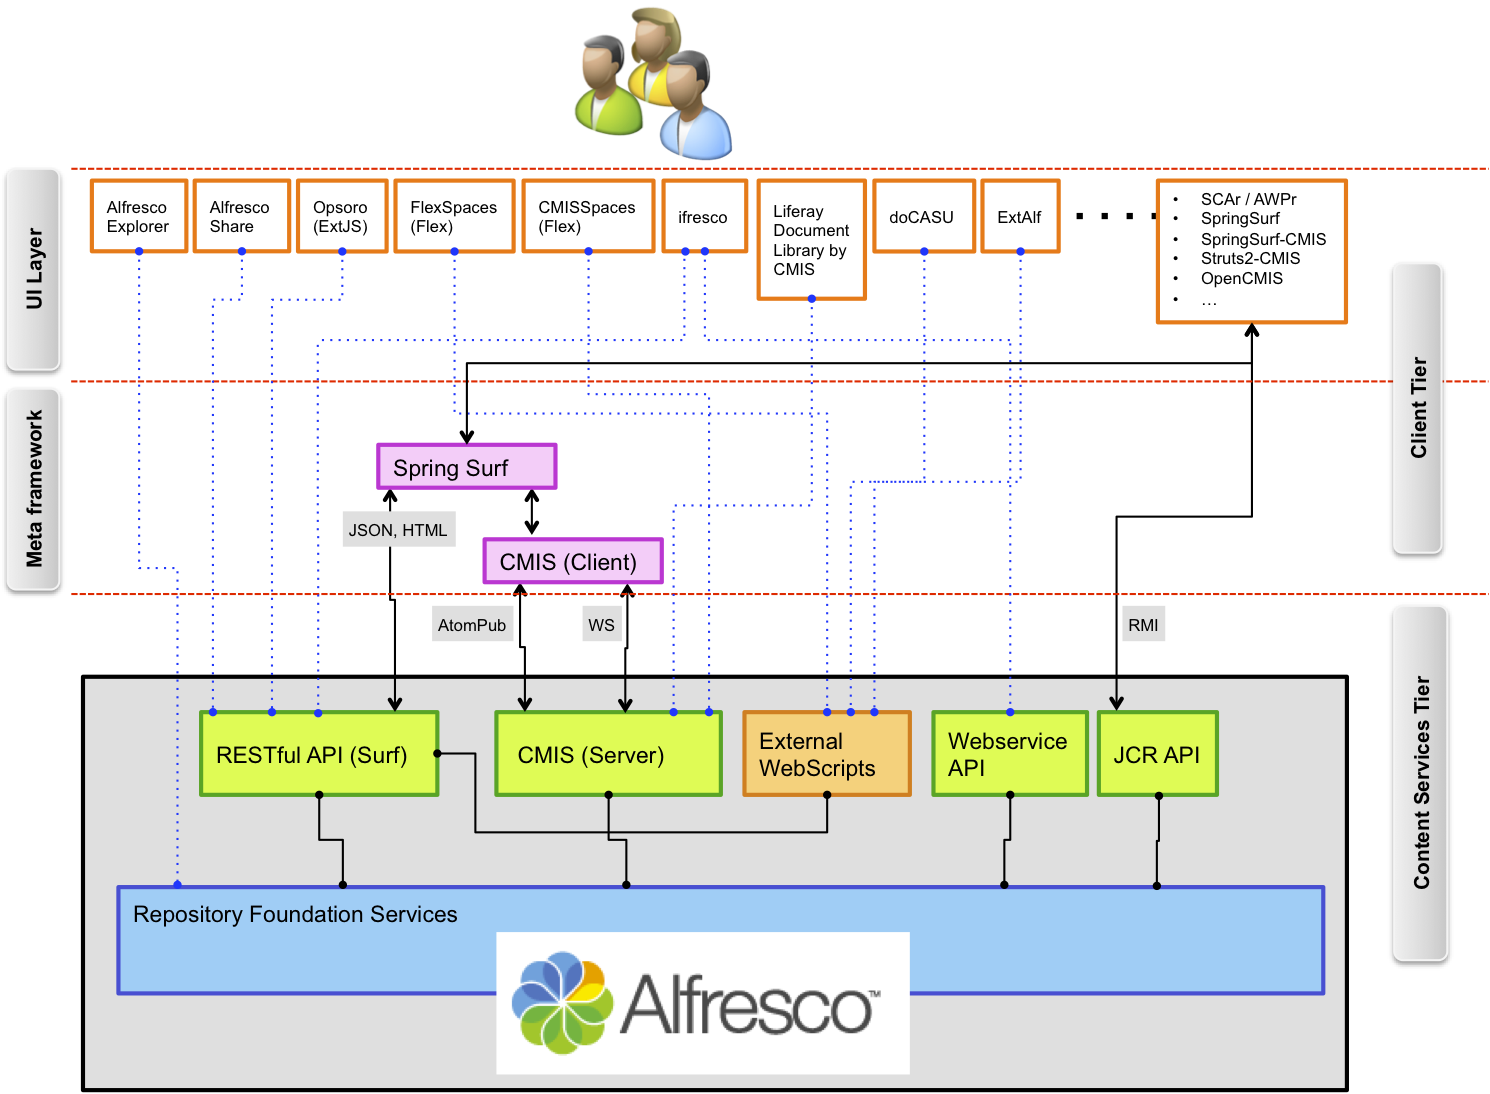 UI Layer
Alfresco
Explorer
Alfresco
Share
Opsoro
(ExtJS)
FlexSpaces
(Flex)
CMISSpaces
(Flex)
ifresco
Liferay
Document
Library by
CMIS
doCASU
ExtAlf
• SCAr / AWPr
• SpringSurf
• SpringSurf-CMIS
• Struts2-CMIS
• OpenCMIS
• …
Client Tier
Meta framework
Spring Surf
JSON, HTML
CMIS (Client)
AtomPub
WS
RMI
Content Services Tier
RESTful API (Surf)
CMIS (Server)
External
WebScripts
Webservice
API
JCR API
Repository Foundation Services
Alfresco™